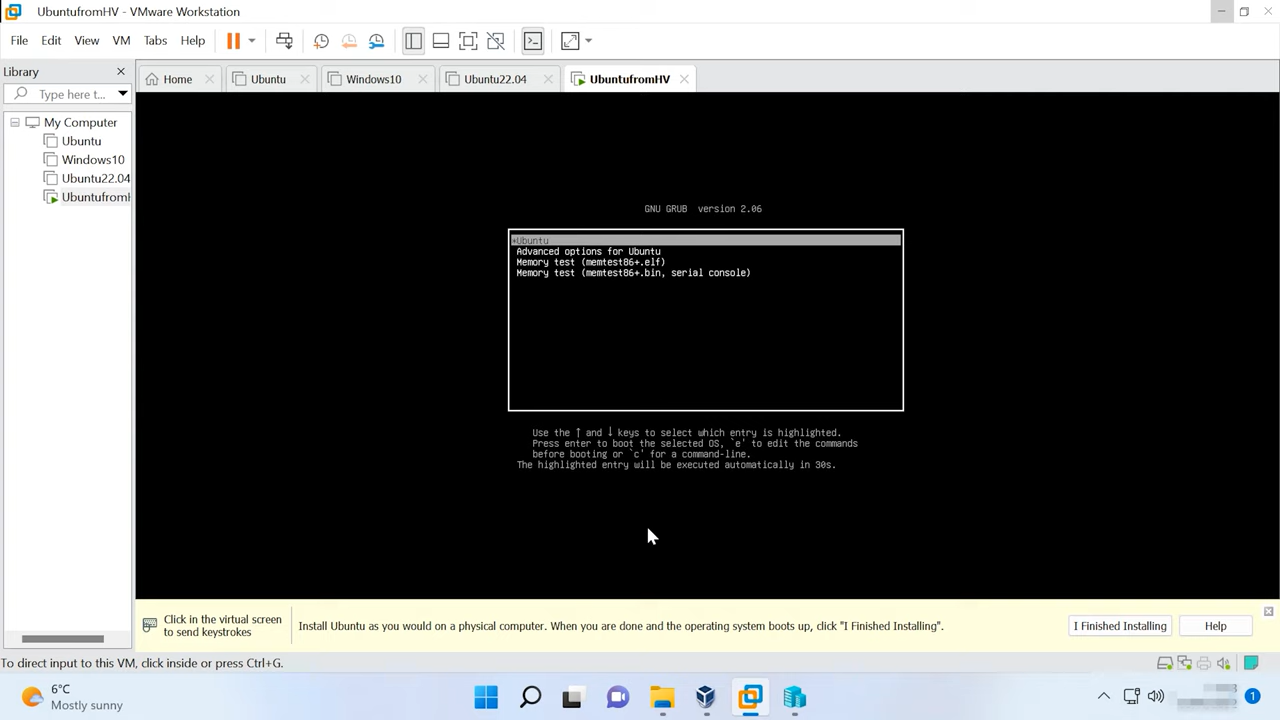 UbuntufromHV - VMware Workstation
File Edit View VM Tabs Help
Library
Home Ubuntu Windows10 Ubuntu22.04 UbuntufromHV
Type here t...
My Computer
Ubuntu
Windows10
Ubuntu22.04
UbuntufromH
GNU GRUB version 2.06
*Ubuntu
Advanced options for Ubuntu
Memory test (memtest86+.elf)
Memory test (memtest86+.bin, serial console)
Use the ↑ and ↓ keys to select which entry is highlighted.
Press enter to boot the selected OS, `e' to edit the commands
before booting or `c' for a command-line.
The highlighted entry will be executed automatically in 30s.
Click in the virtual screen
to send keystrokes
Install Ubuntu as you would on a physical computer. When you are done and the operating system boots up, click "I Finished Installing".
I Finished Installing
Help
To direct input to this VM, click inside or press Ctrl+G.
6°C
Mostly sunny
1